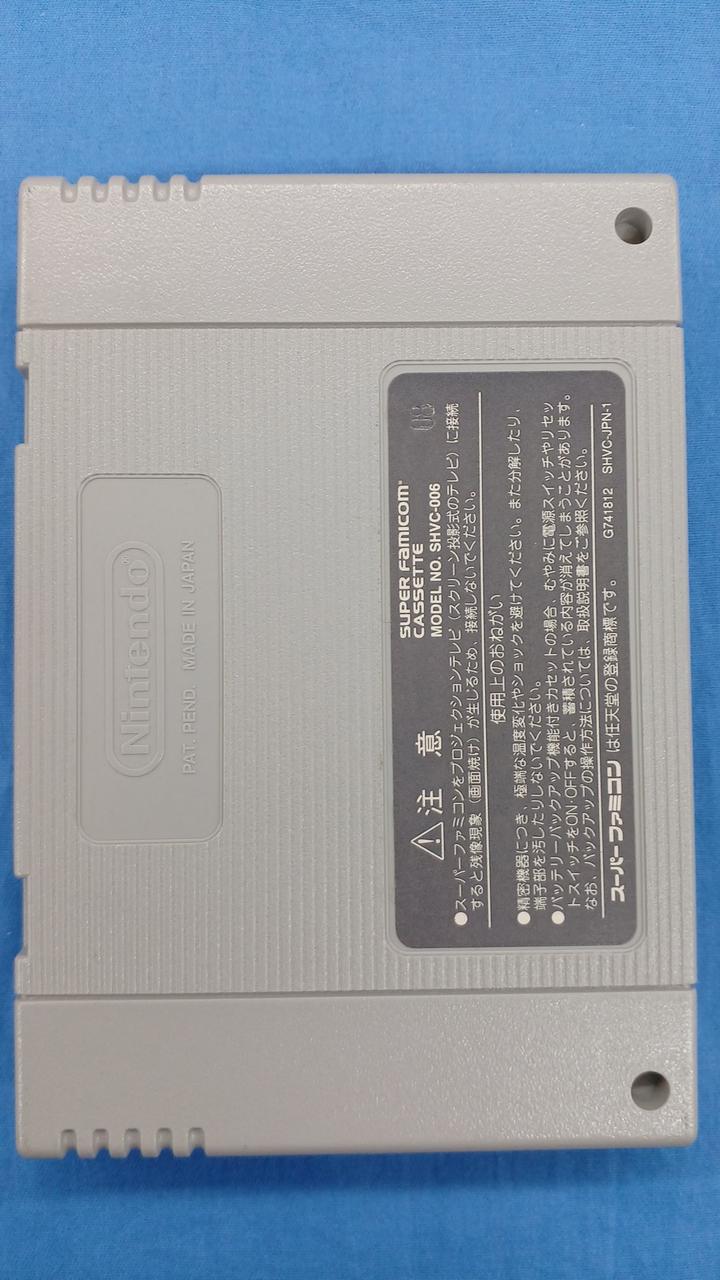 Nintendo
PAT. PEND. MADE IN JAPAN
注意
SUPER FAMICOM
CASSETTE
MODEL NO. SHVC-006
08
●スーパーファミコンをプロジェクションテレビ（スクリーン投影式のテレビ）に接続
すると残像現象（画面焼け）が生じるため、接続しないでください。
使用上のおねがい
●精密機器につき、極端な温度変化やショックを避けてください。また分解したり、
端子部を汚したりしないでください。
●バッテリーバックアップ機能付きカセットの場合、むやみに電源スイッチやリセッ
トスイッチをON・OFFすると、蓄積されている内容が消えてしまうことがあります。
なお、バックアップの操作方法については、取扱説明書をご参照ください。
スーパーファミコン は任天堂の登録商標です。
G741812 SHVC-JPN-1